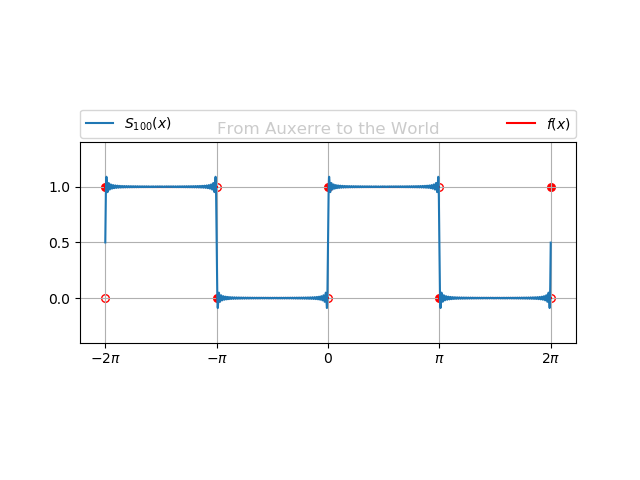 S₁₀₀(x) f(x)
From Auxerre to the World
1.0
0.5
0.0
−2π −π 0 π 2π